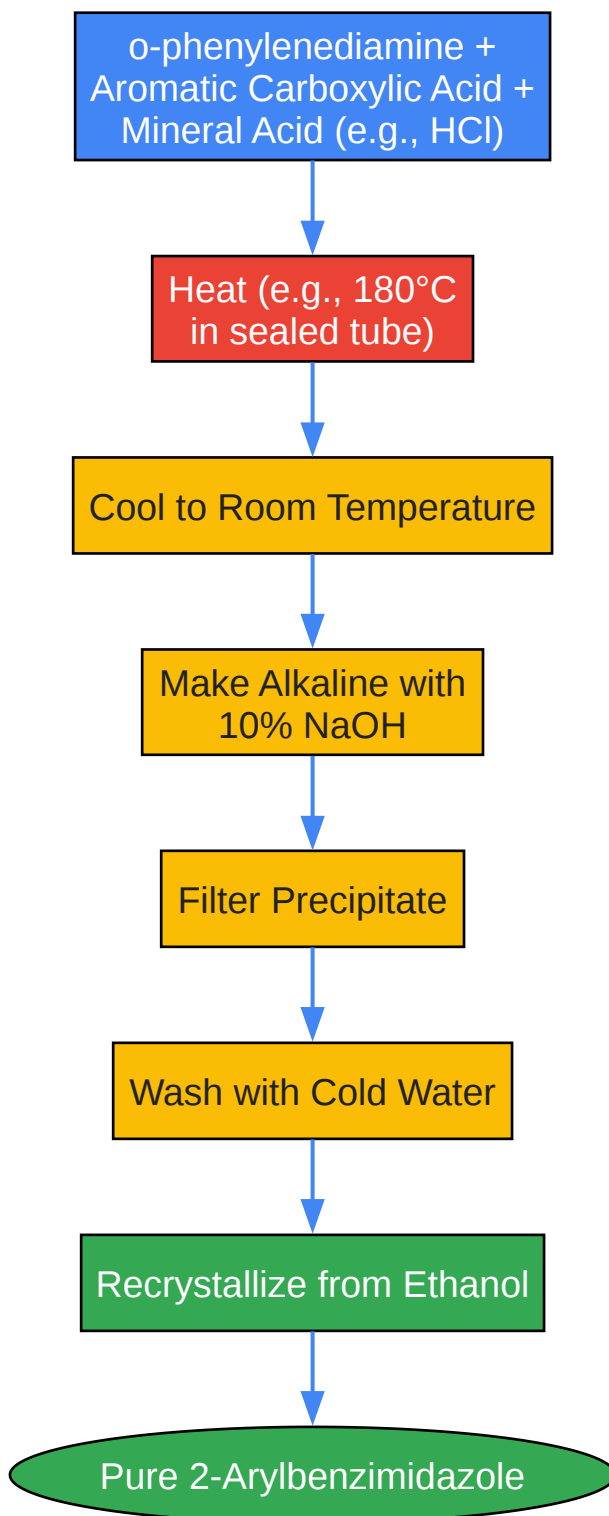 o-phenylenediamine +
Aromatic Carboxylic Acid +
Mineral Acid (e.g., HCl)
Heat (e.g., 180°C
in sealed tube)
Cool to Room Temperature
Make Alkaline with
10% NaOH
Filter Precipitate
Wash with Cold Water
Recrystallize from Ethanol
Pure 2-Arylbenzimidazole